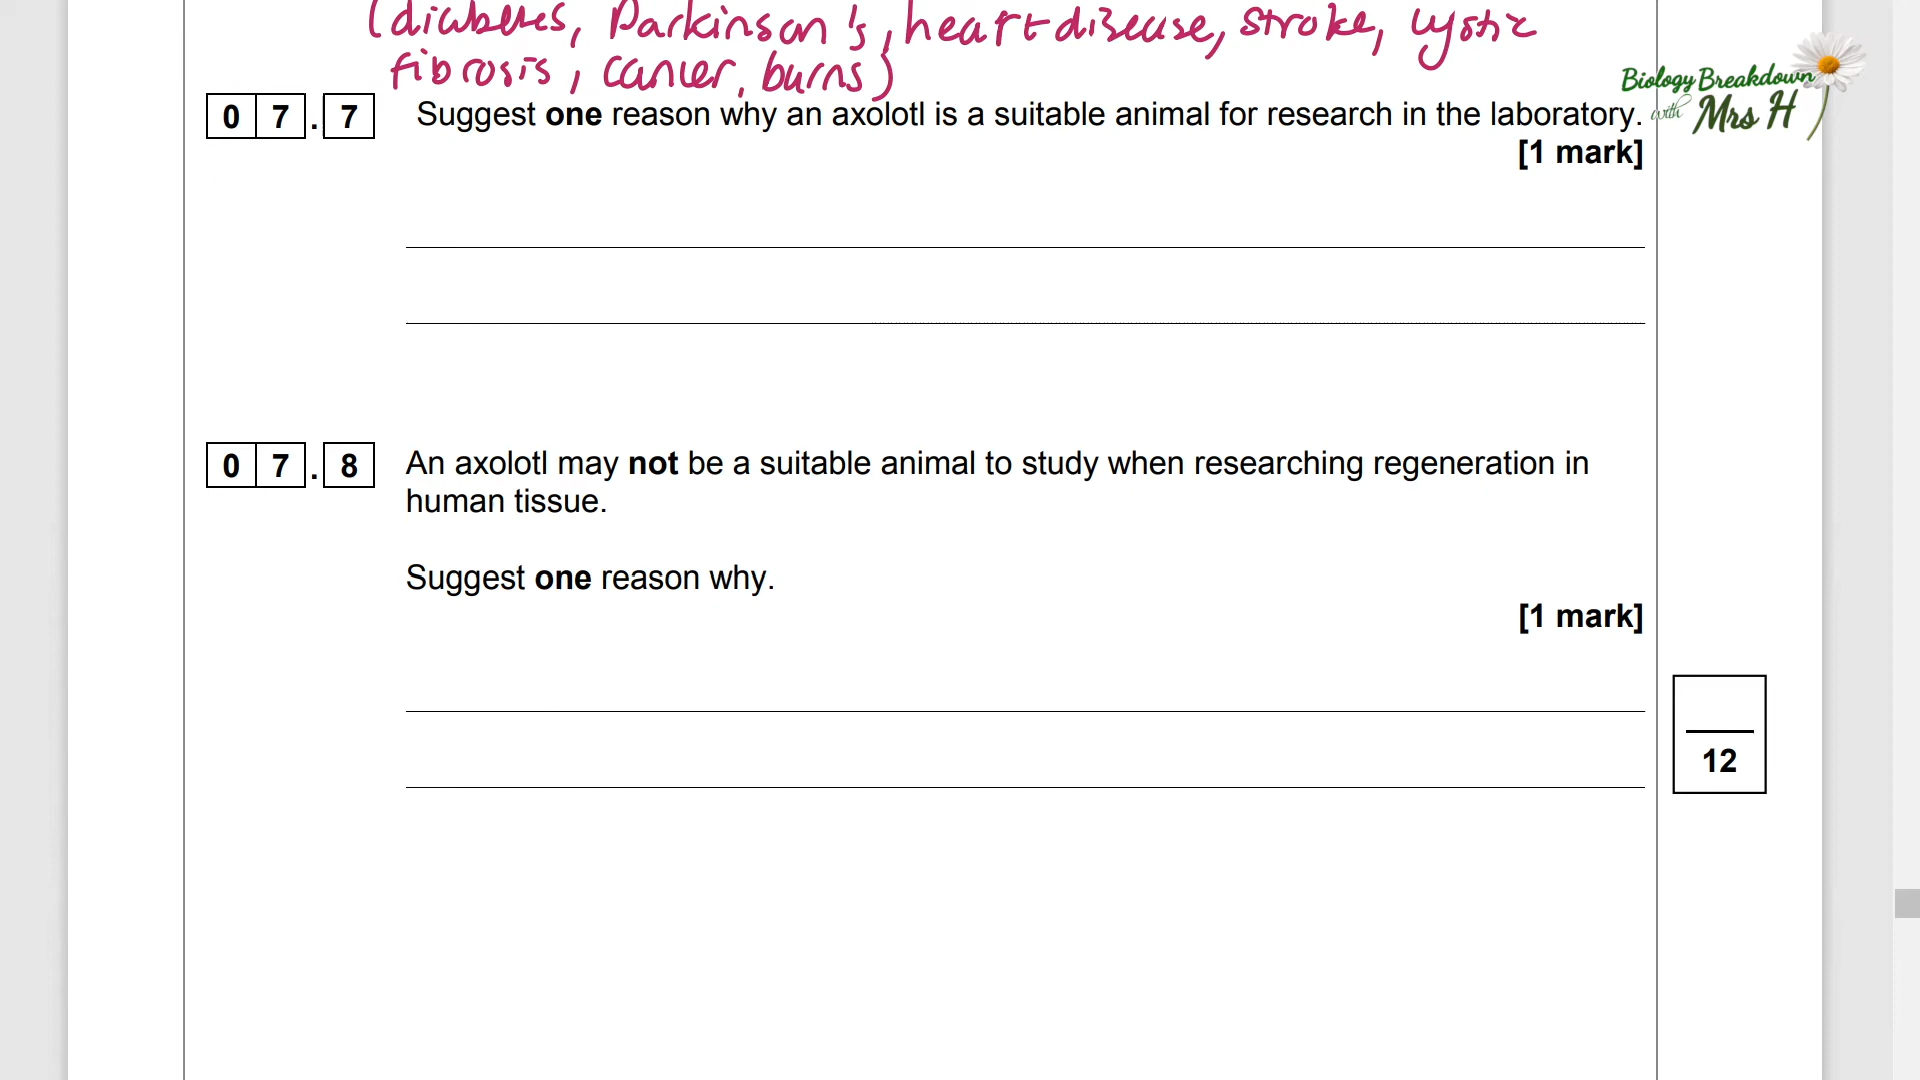 (diabetes, Parkinson's, heart disease, stroke, cystic
fibrosis, cancer, burns)
Biology Breakdown
with Mrs H
0 7 . 7 Suggest one reason why an axolotl is a suitable animal for research in the laboratory.
[1 mark]
0 7 . 8 An axolotl may not be a suitable animal to study when researching regeneration in
human tissue.
Suggest one reason why.
[1 mark]
12